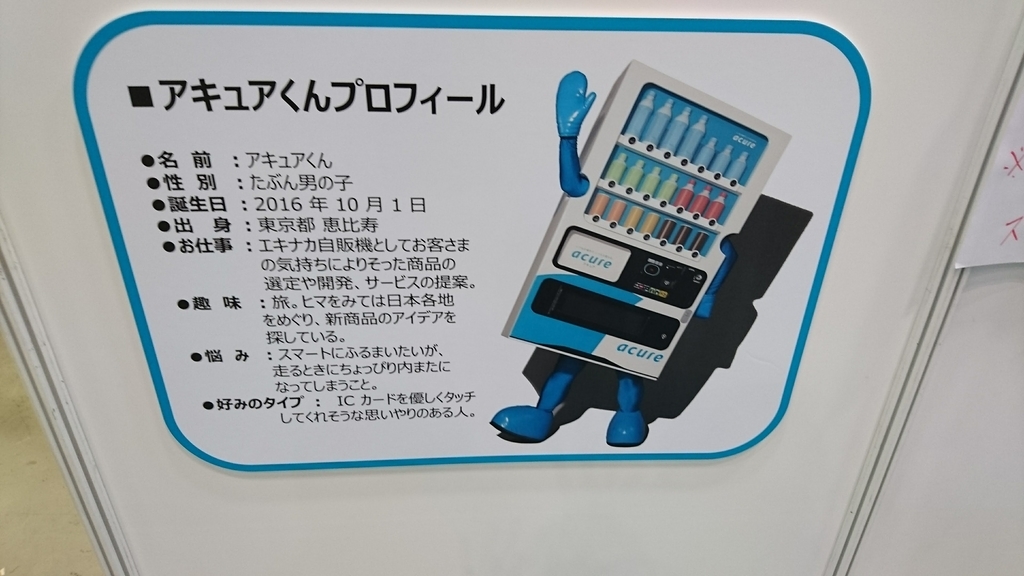 ■アキュアくんプロフィール
●名 前 ：アキュアくん
●性 別 ：たぶん男の子
●誕生日 ：2016 年 10 月 1 日
●出 身 ：東京都 恵比寿
●お仕事 ：エキナカ自販機としてお客さま
の気持ちによりそった商品の
選定や開発、サービスの提案。
●趣 味 ：旅。ヒマをみては日本各地
をめぐり、新商品のアイデアを
探している。
●悩 み ：スマートにふるまいたいが、
走るときにちょっぴり内またに
なってしまうこと。
●好みのタイプ ： IC カードを優しくタッチ
してくれそうな思いやりのある人。
acure
acure
acure